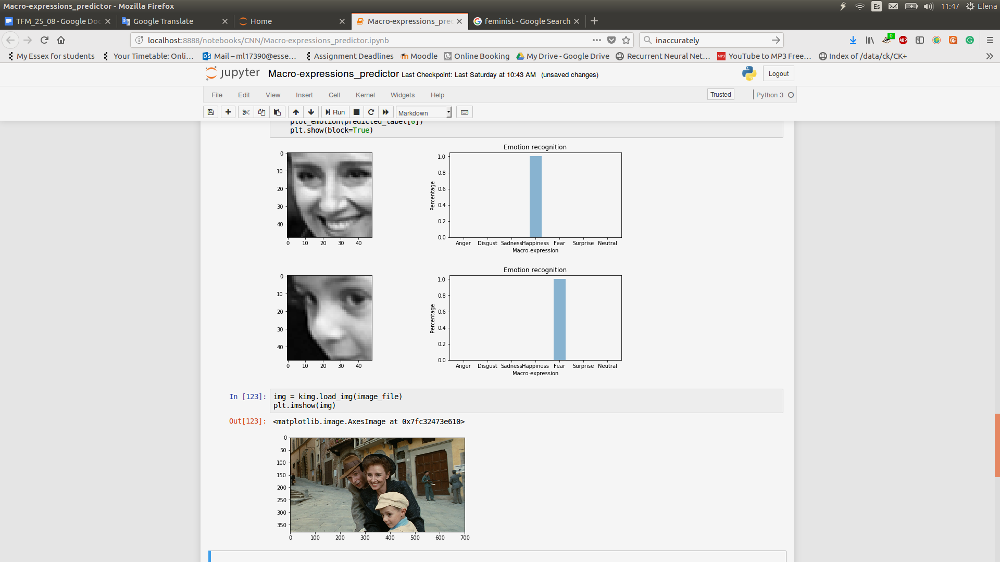 Macro-expressions_predictor - Mozilla Firefox
Es
11:47
Elena
TFM_25_08 - Google Doc
Google Translate
Home
Macro-expressions_pred
feminist - Google Search
localhost:8888/notebooks/CNN/Macro-expressions_predictor.ipynb
inaccurately
0
ABP
My Essex for students
Your Timetable: Onli…
Mail – ml17390@esse…
Assignment Deadlines
Moodle
Online Booking
My Drive - Google Drive
Recurrent Neural Net…
MP3
YouTube to MP3 Free…
Index of /data/ck/CK+
jupyter
Macro-expressions_predictor Last Checkpoint: Last Saturday at 10:43 AM (unsaved changes)
Logout
File Edit View Insert Cell Kernel Widgets Help
Trusted
Python 3
Run
Markdown
plot_emotion(predicted_label[0])
plt.show(block=True)
Emotion recognition
0
10
20
30
40
0 10 20 30 40
Percentage
1.0
0.8
0.6
0.4
0.2
0.0
Anger Disgust Sadness Happiness Fear Surprise Neutral
Macro-expression
Emotion recognition
0
10
20
30
40
0 10 20 30 40
Percentage
1.0
0.8
0.6
0.4
0.2
0.0
Anger Disgust Sadness Happiness Fear Surprise Neutral
Macro-expression
In [123]:
img = kimg.load_img(image_file)
plt.imshow(img)
Out[123]:
<matplotlib.image.AxesImage at 0x7fc32473e610>
0
50
100
150
200
250
300
350
0 100 200 300 400 500 600 700